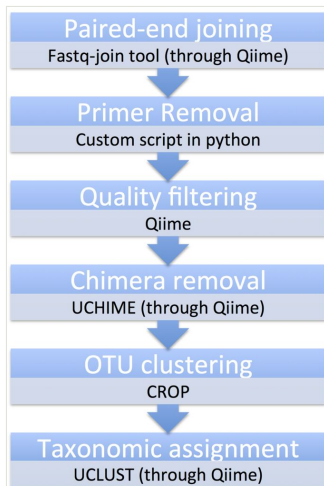 Paired-end joining
Fastq-join tool (through Qiime)
Primer Removal
Custom script in python
Quality filtering
Qiime
Chimera removal
UCHIME (through Qiime)
OTU clustering
CROP
Taxonomic assignment
UCLUST (through Qiime)